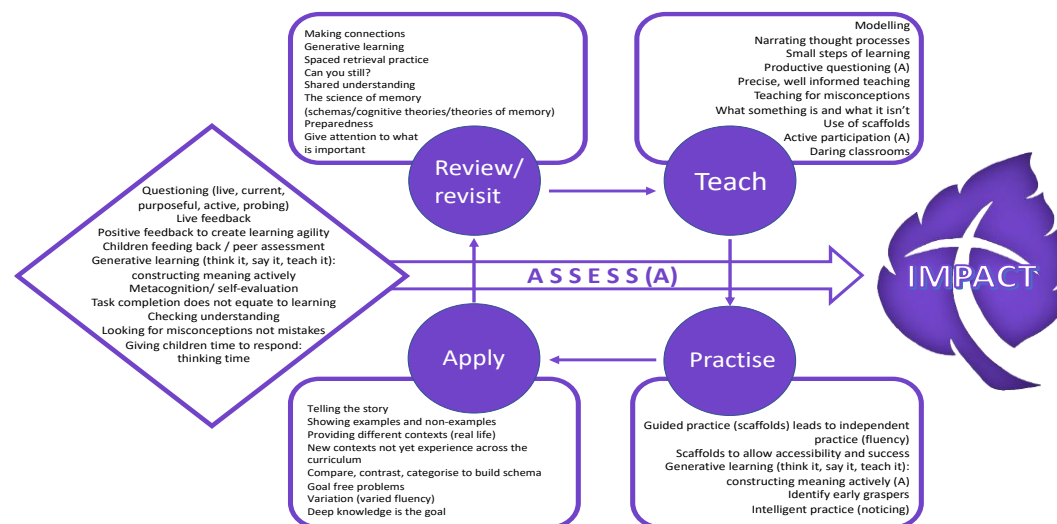 Making connections
Generative learning
Spaced retrieval practice
Can you still?
Shared understanding
The science of memory
(schemas/cognitive theories/theories of memory)
Preparedness
Give attention to what
is important
Review/
revisit
Modelling
Narrating thought processes
Small steps of learning
Productive questioning (A)
Precise, well informed teaching
Teaching for misconceptions
What something is and what it isn't
Use of scaffolds
Active participation (A)
Daring classrooms
Teach
Questioning (live, current,
purposeful, active, probing)
Live feedback
Positive feedback to create learning agility
Children feeding back / peer assessment
Generative learning (think it, say it, teach it):
constructing meaning actively
Metacognition/ self-evaluation
Task completion does not equate to learning
Checking understanding
Looking for misconceptions not mistakes
Giving children time to respond:
thinking time
A S S E S S (A)
IMPACT
Apply
Telling the story
Showing examples and non-examples
Providing different contexts (real life)
New contexts not yet experience across the
curriculum
Compare, contrast, categorise to build schema
Goal free problems
Variation (varied fluency)
Deep knowledge is the goal
Practise
Guided practice (scaffolds) leads to independent
practice (fluency)
Scaffolds to allow accessibility and success
Generative learning (think it, say it, teach it):
constructing meaning actively (A)
Identify early graspers
Intelligent practice (noticing)